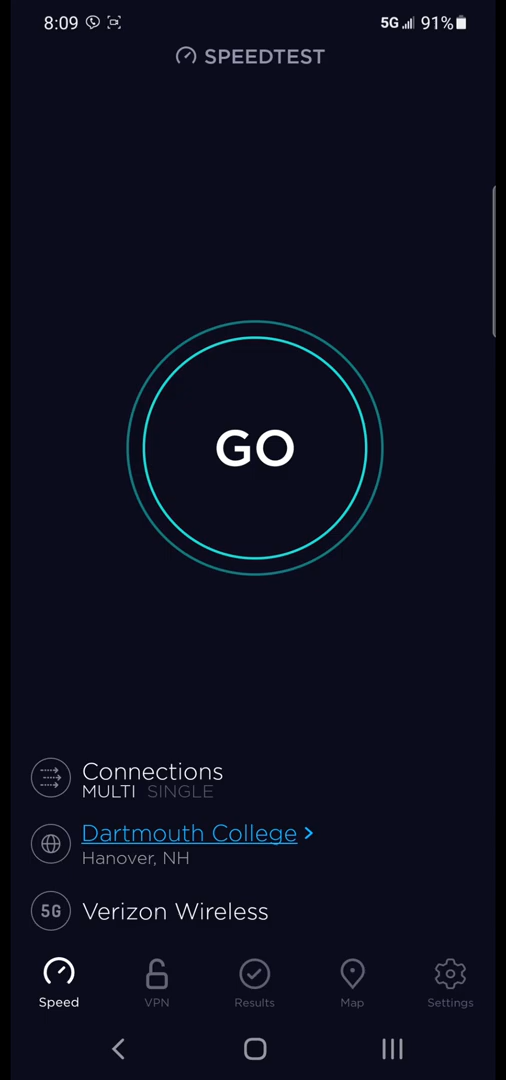 8:09 5G 91%
SPEEDTEST
GO
Connections
MULTI SINGLE
Dartmouth College >
Hanover, NH
5G Verizon Wireless
Speed VPN Results Map Settings